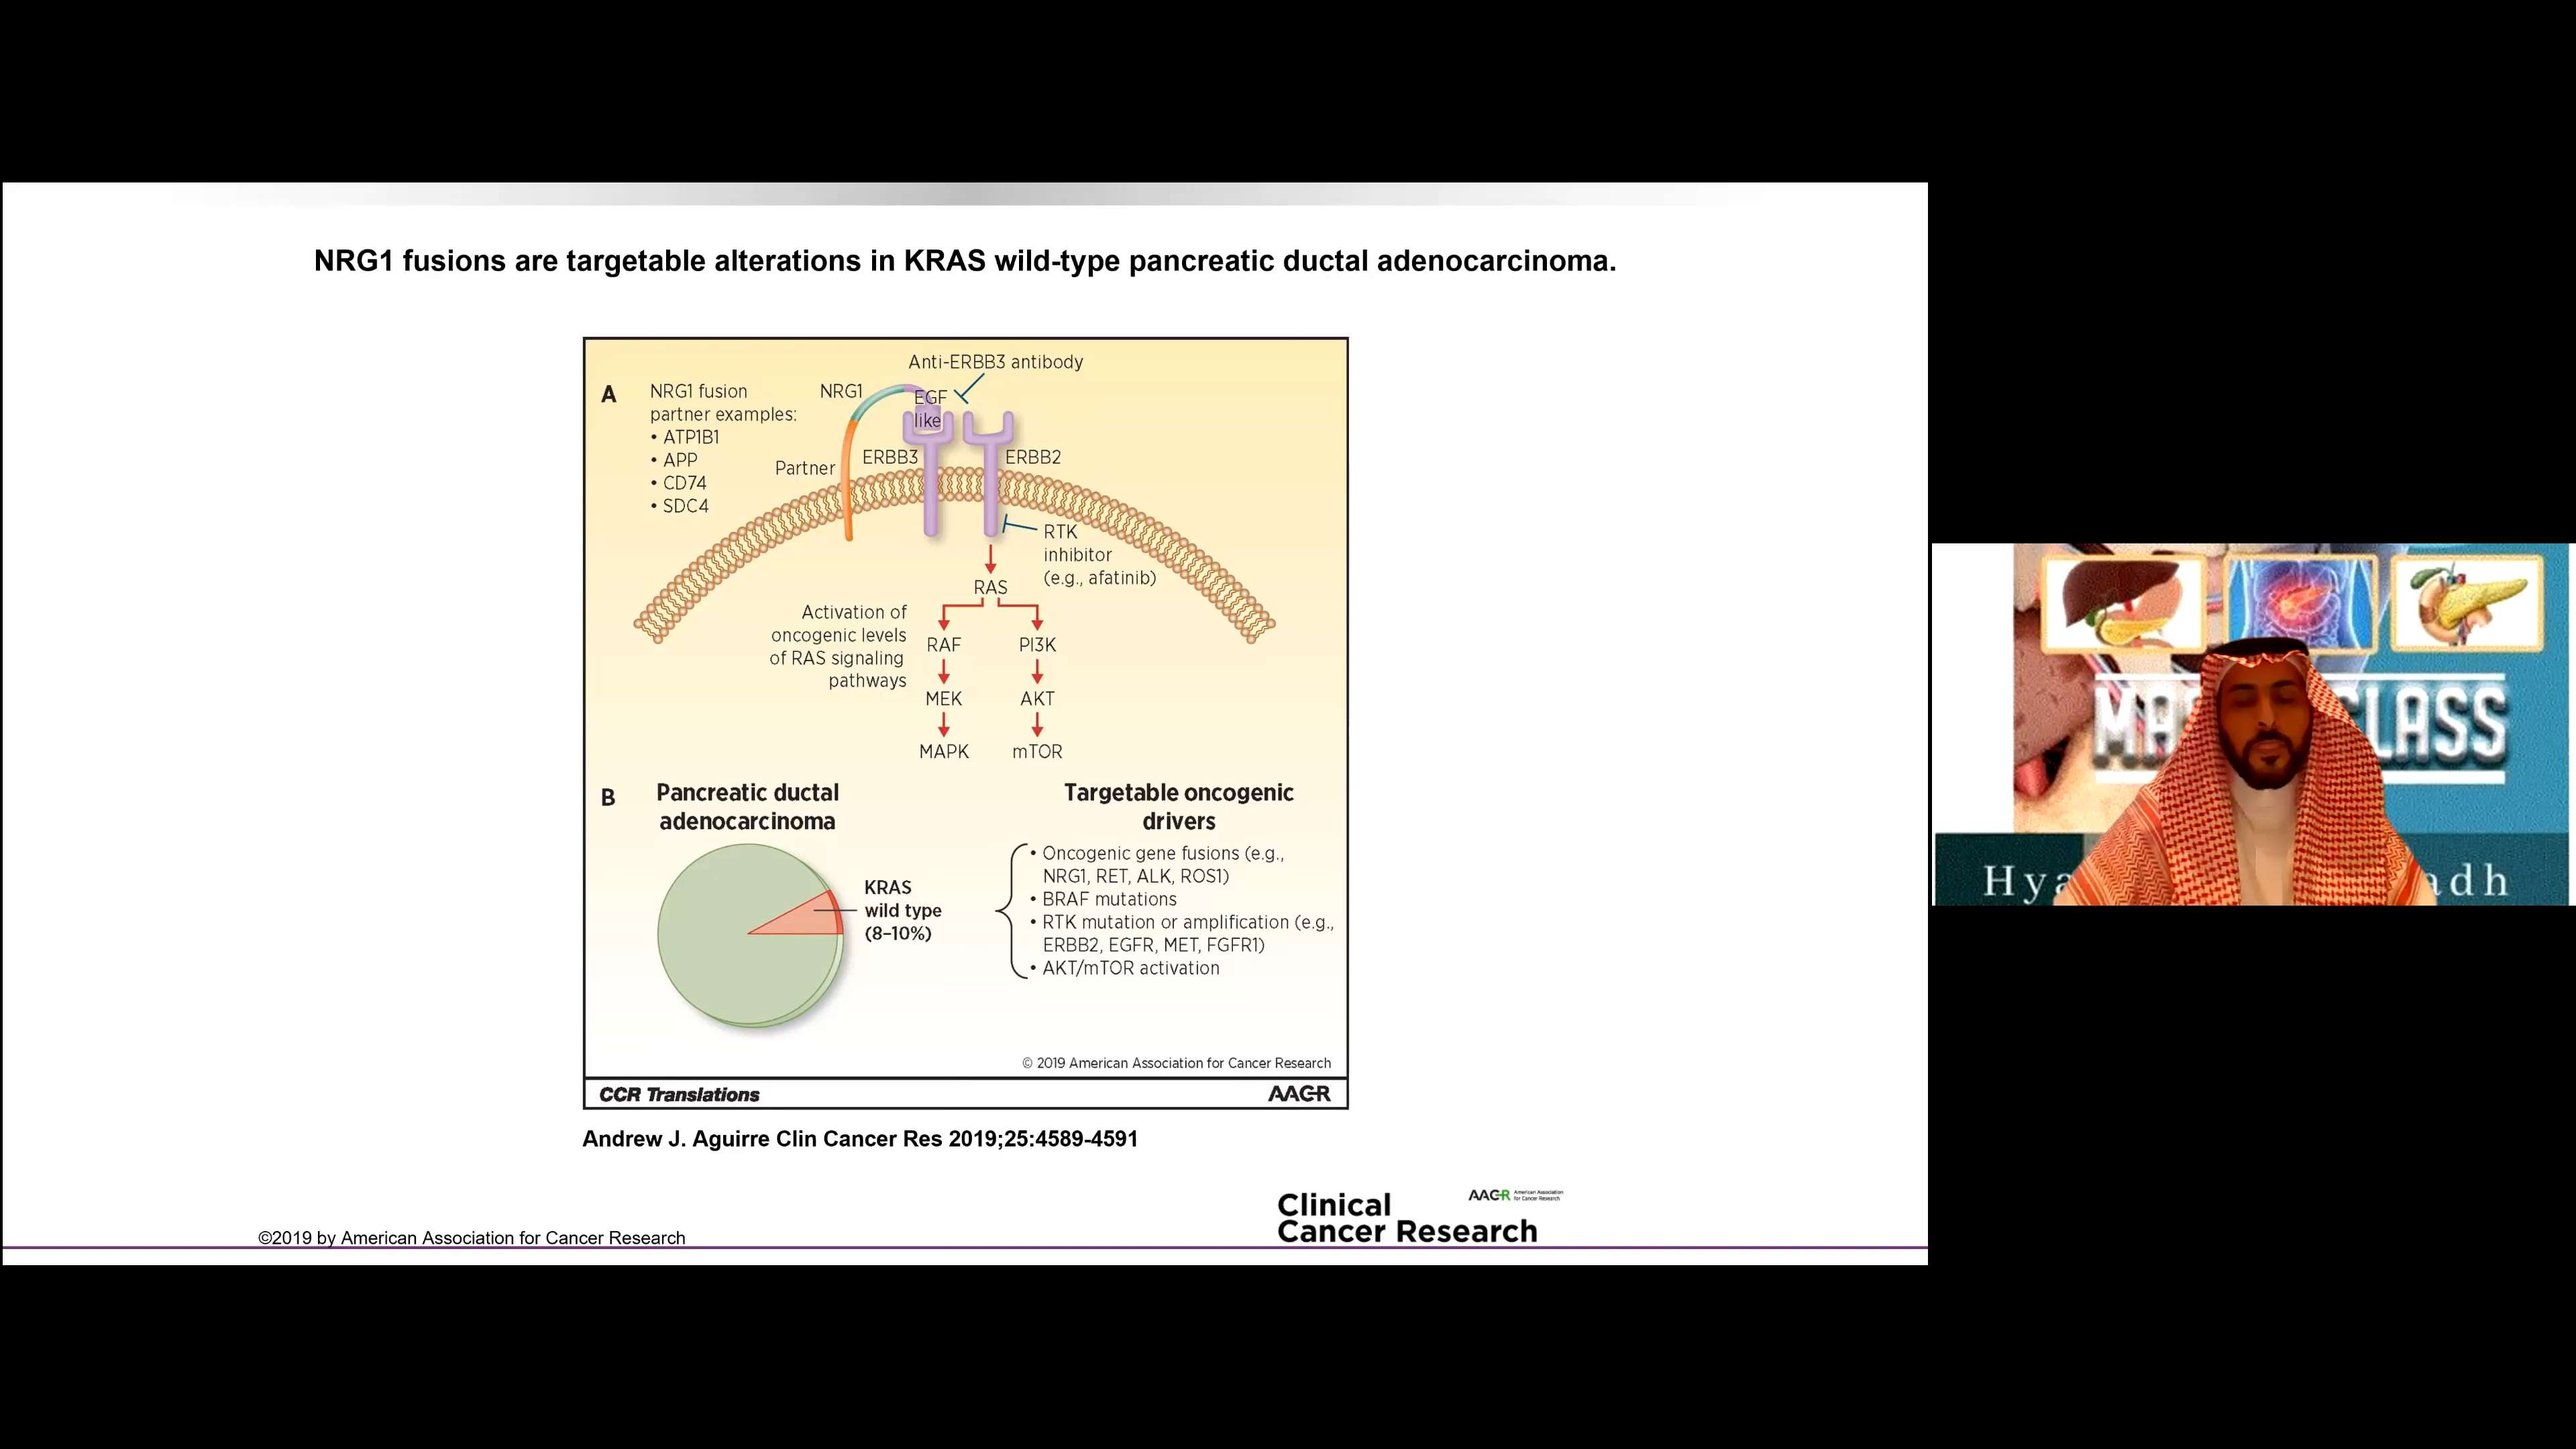 NRG1 fusions are targetable alterations in KRAS wild-type pancreatic ductal adenocarcinoma.
A
NRG1 fusion
partner examples:
• ATP1B1
• APP
• CD74
• SDC4
Anti-ERBB3 antibody
NRG1
EGF
like
Partner
ERBB3
ERBB2
RTK
inhibitor
(e.g., afatinib)
RAS
Activation of
oncogenic levels
of RAS signaling
pathways
RAF
PI3K
MEK
AKT
MAPK
mTOR
B
Pancreatic ductal
adenocarcinoma
KRAS
wild type
(8–10%)
Targetable oncogenic
drivers
• Oncogenic gene fusions (e.g.,
NRG1, RET, ALK, ROS1)
• BRAF mutations
• RTK mutation or amplification (e.g.,
ERBB2, EGFR, MET, FGFR1)
• AKT/mTOR activation
© 2019 American Association for Cancer Research
CCR Translations
AACR
Andrew J. Aguirre Clin Cancer Res 2019;25:4589-4591
©2019 by American Association for Cancer Research
Clinical
Cancer Research
AACR American Association
for Cancer Research